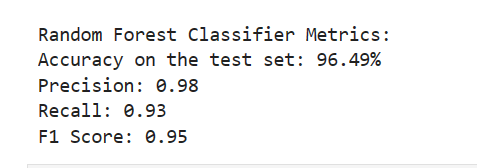 Random Forest Classifier Metrics:
Accuracy on the test set: 96.49%
Precision: 0.98
Recall: 0.93
F1 Score: 0.95